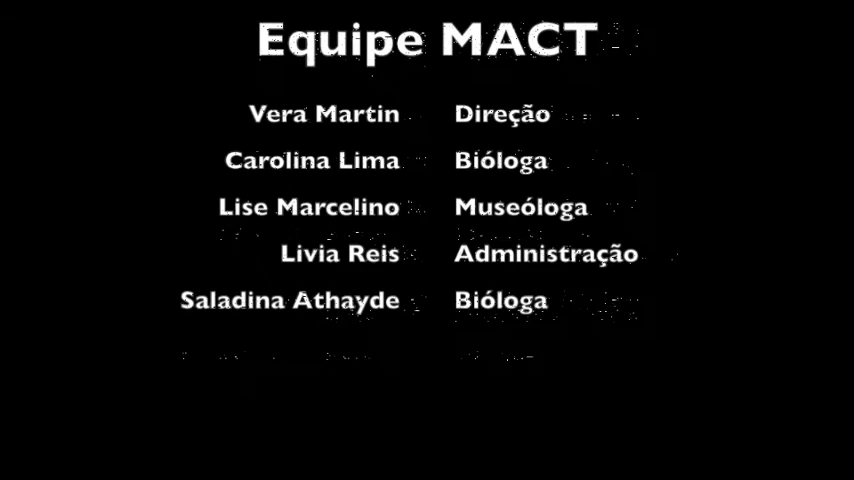 Equipe MACT
Vera Martin Direção
Carolina Lima Bióloga
Lise Marcelino Museóloga
Livia Reis Administração
Saladina Athayde Bióloga